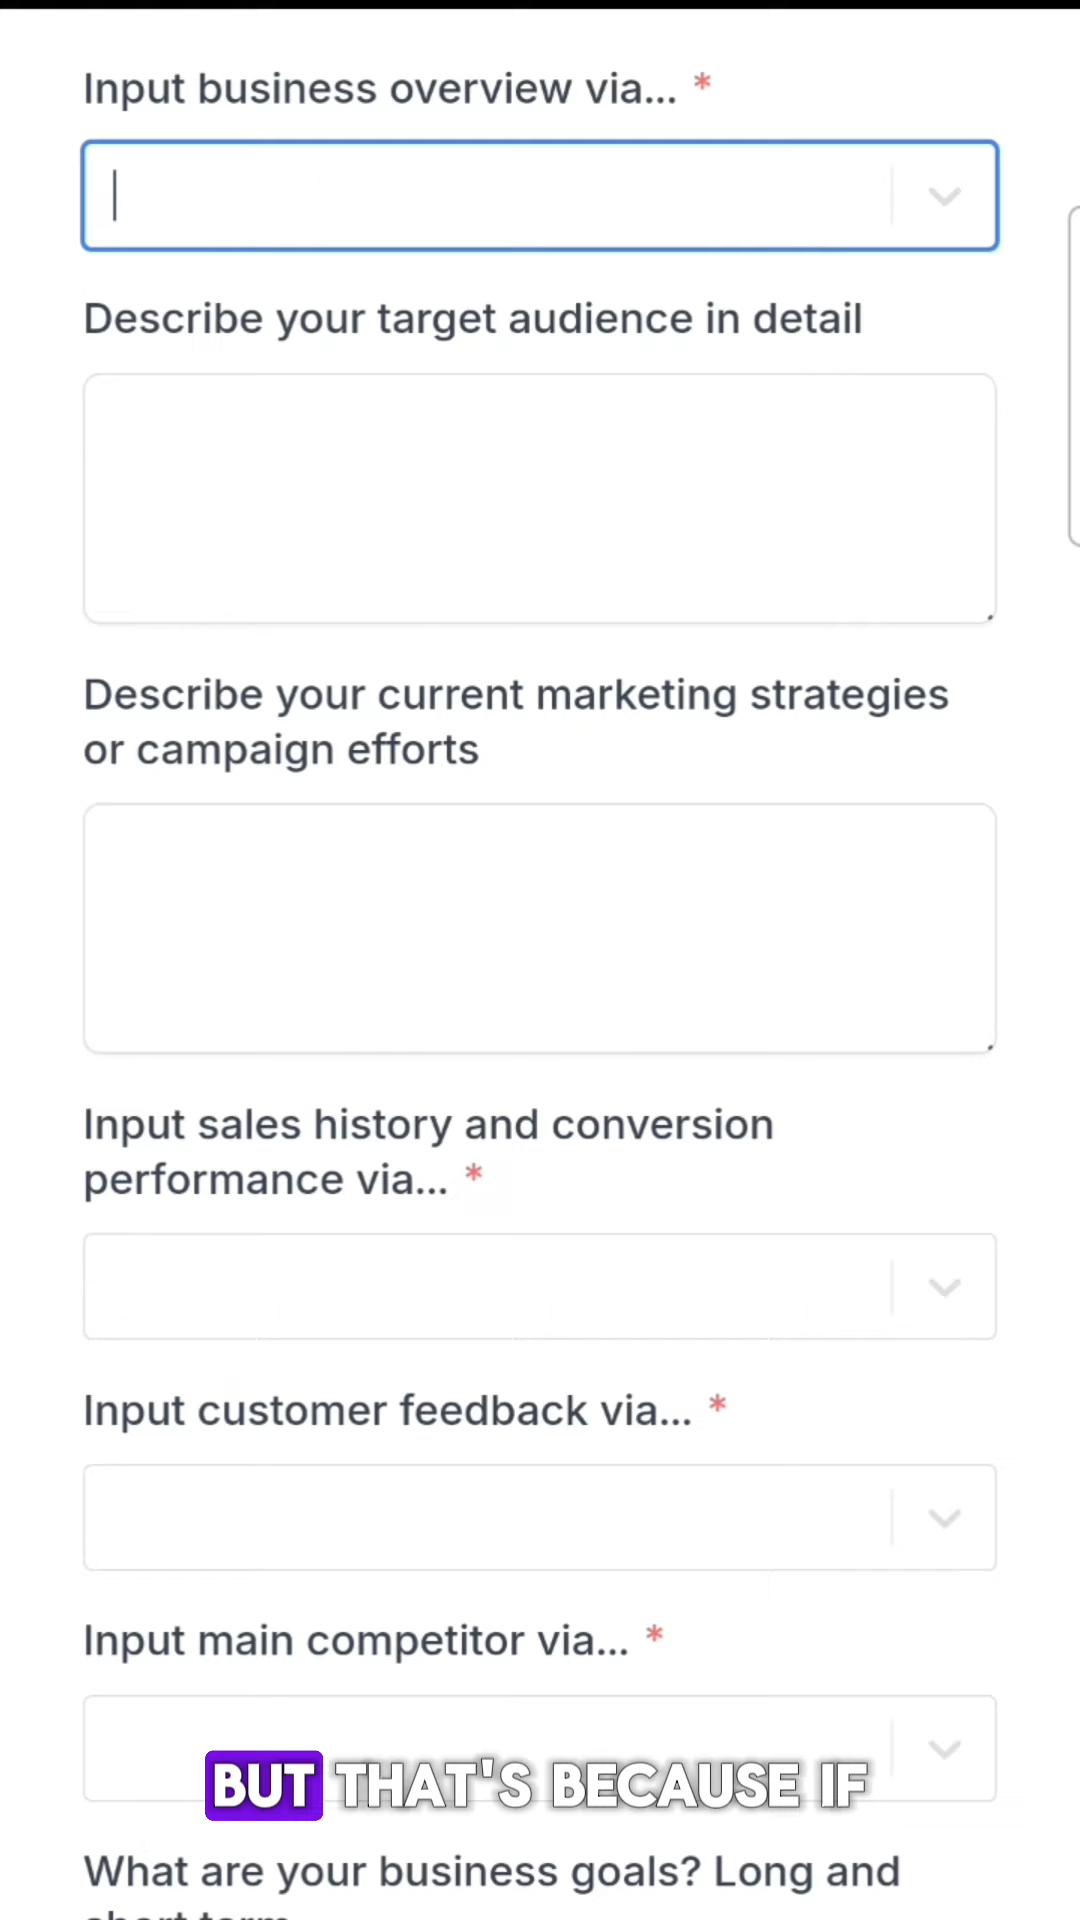 Input business overview via... *
Describe your target audience in detail
Describe your current marketing strategies
or campaign efforts
Input sales history and conversion
performance via... *
Input customer feedback via... *
Input main competitor via... *
BUT THAT'S BECAUSE IF
What are your business goals? Long and
short term